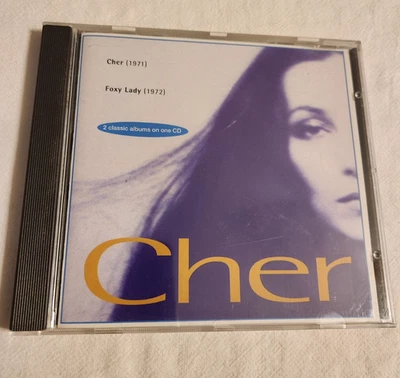 Cher (1971)
Foxy Lady (1972)
2 classic albums on one CD
Cher